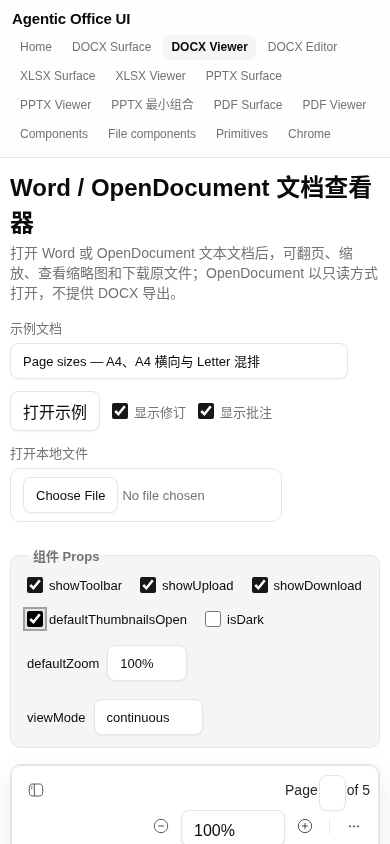 Agentic Office UI
Home DOCX Surface DOCX Viewer DOCX Editor
XLSX Surface XLSX Viewer PPTX Surface
PPTX Viewer PPTX 最小组合 PDF Surface PDF Viewer
Components File components Primitives Chrome
Word / OpenDocument 文档查看
器
打开 Word 或 OpenDocument 文本文档后，可翻页、缩
放、查看缩略图和下载原文件；OpenDocument 以只读方式
打开，不提供 DOCX 导出。
示例文档
Page sizes — A4、A4 横向与 Letter 混排
打开示例 显示修订 显示批注
打开本地文件
Choose File No file chosen
组件 Props
showToolbar showUpload showDownload
defaultThumbnailsOpen isDark
defaultZoom 100%
viewMode continuous
Page of 5
100%